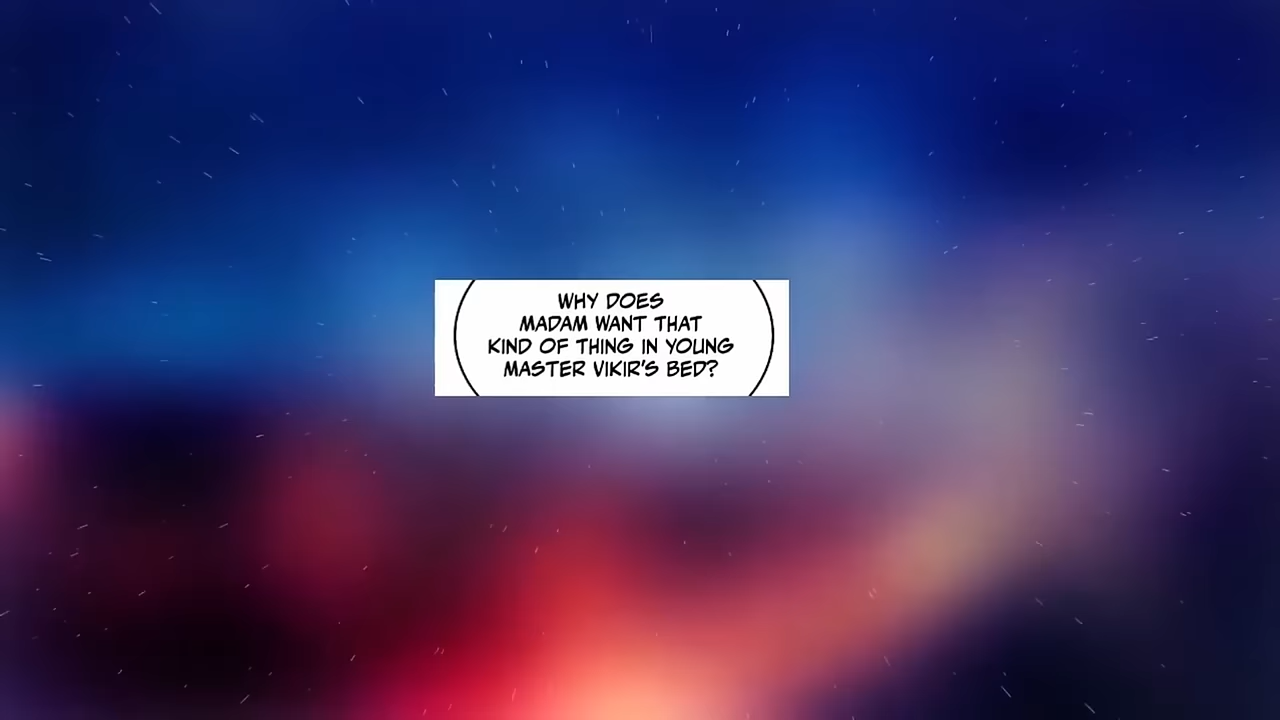 WHY DOES
MADAM WANT THAT
KIND OF THING IN YOUNG
MASTER VIKIR'S BED?